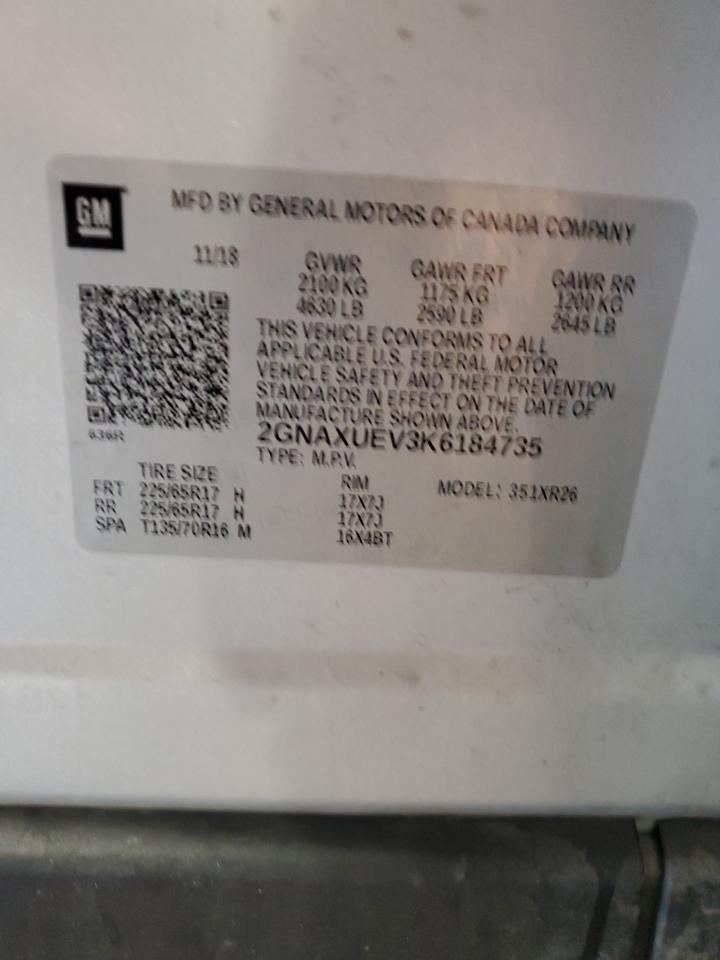 GM
MFD BY GENERAL MOTORS OF CANADA COMPANY
11/18 GVWR GAWR FRT GAWR RR
2100 KG 1175 KG 1200 KG
4630 LB 2590 LB 2645 LB
THIS VEHICLE CONFORMS TO ALL
APPLICABLE U.S. FEDERAL MOTOR
VEHICLE SAFETY AND THEFT PREVENTION
STANDARDS IN EFFECT ON THE DATE OF
MANUFACTURE SHOWN ABOVE.
636R
2GNAXUEV3K6184735
TYPE: M.P.V.
TIRE SIZE RIM MODEL: 351XR26
FRT 225/65R17 H 17X7J
RR 225/65R17 H 17X7J
SPA T135/70R16 M 16X4BT